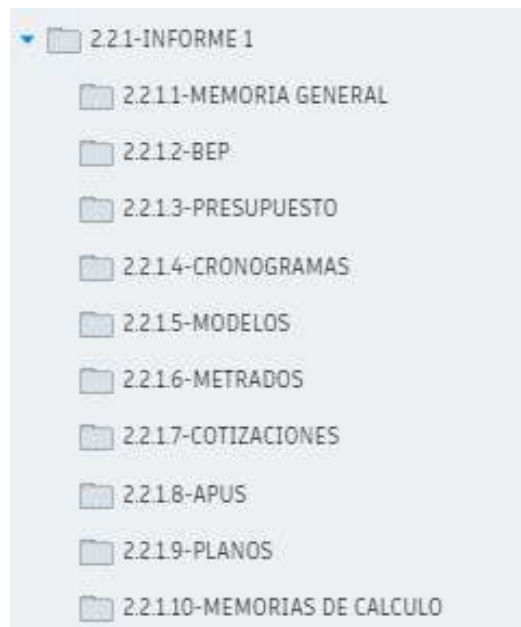 2.2.1-INFORME 1
2.2.1.1-MEMORIA GENERAL
2.2.1.2-BEP
2.2.1.3-PRESUPUESTO
2.2.1.4-CRONOGRAMAS
2.2.1.5-MODELOS
2.2.1.6-METRADOS
2.2.1.7-COTIZACIONES
2.2.1.8-APUS
2.2.1.9-PLANOS
2.2.1.10-MEMORIAS DE CALCULO